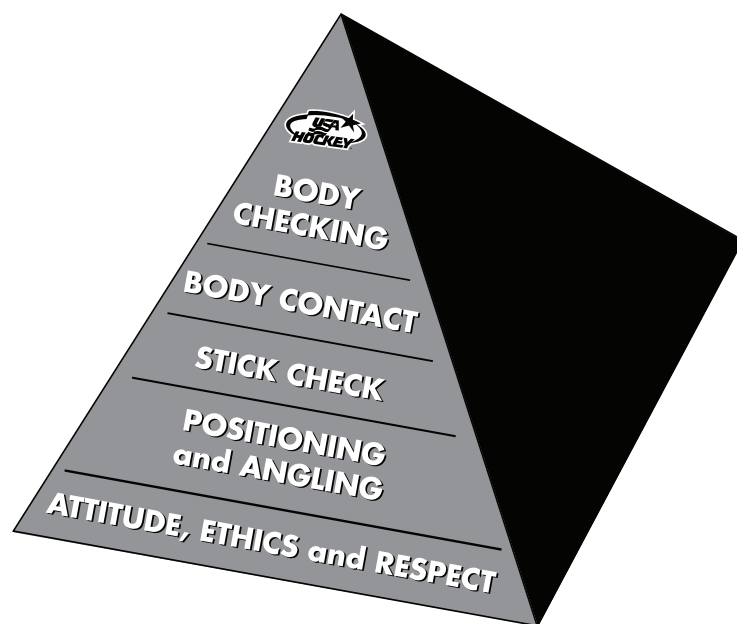 USA
HOCKEY
BODY
CHECKING
BODY CONTACT
STICK CHECK
POSITIONING
and ANGLING
ATTITUDE, ETHICS and RESPECT